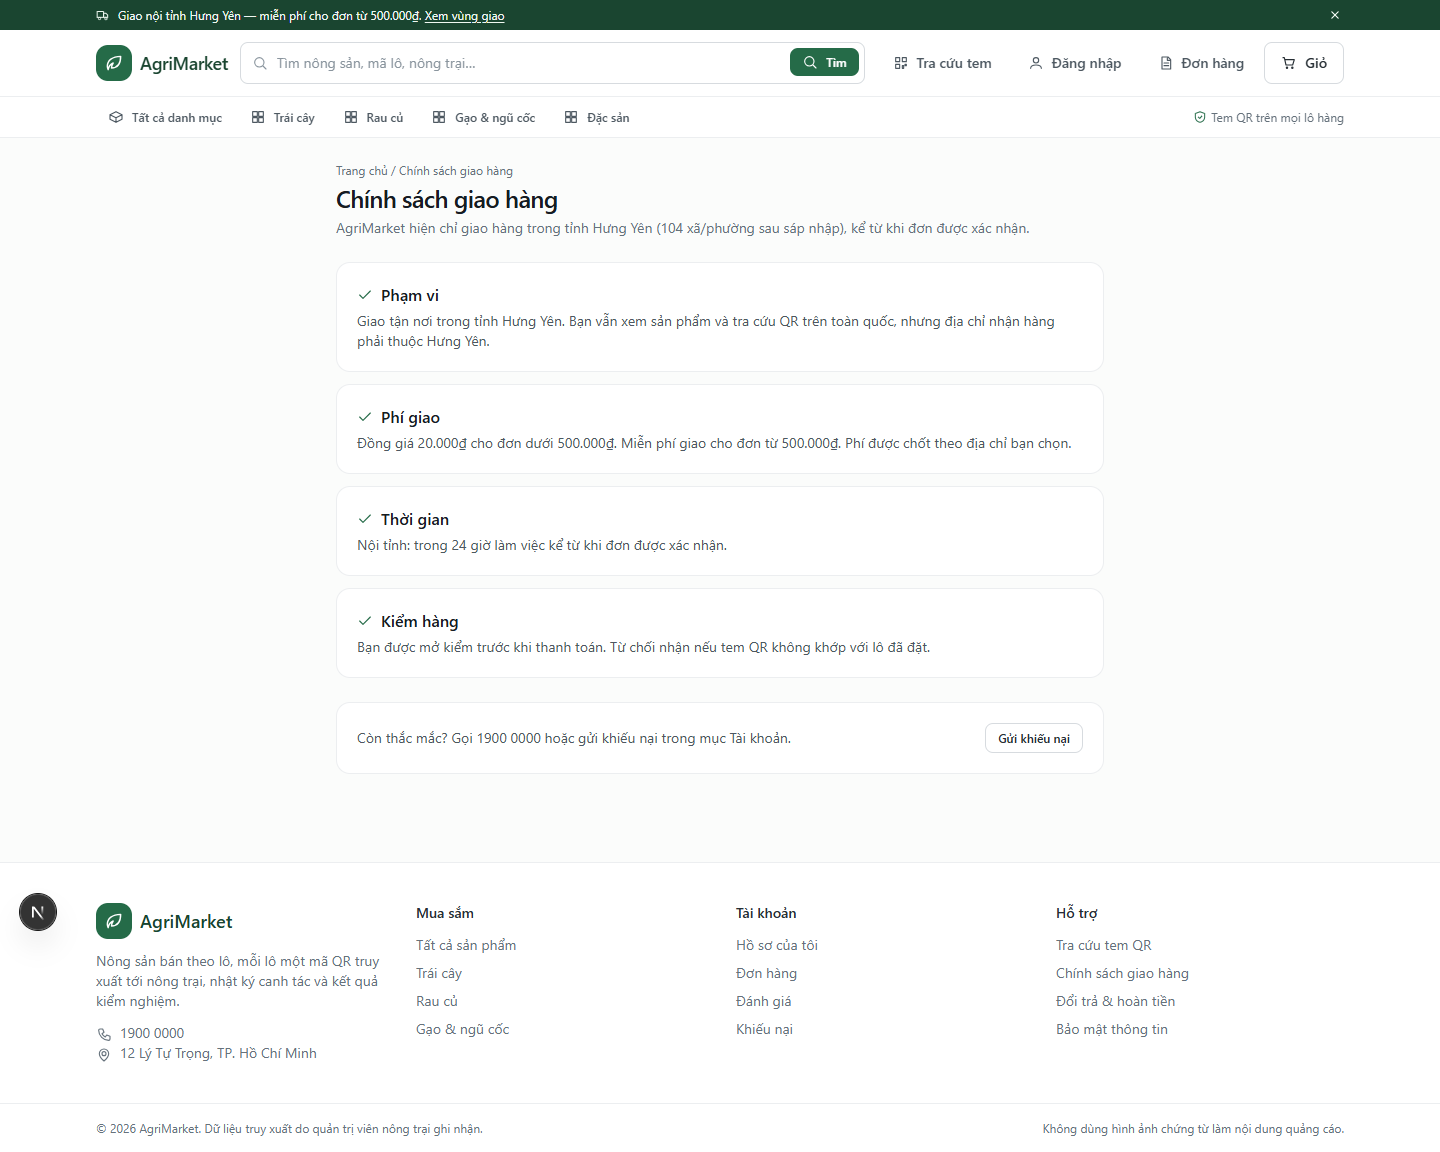 Giao nội tỉnh Hưng Yên — miễn phí cho đơn từ 500.000₫. Xem vùng giao
AgriMarket
Tìm nông sản, mã lô, nông trại...
Tìm
Tra cứu tem
Đăng nhập
Đơn hàng
Giỏ
Tất cả danh mục
Trái cây
Rau củ
Gạo & ngũ cốc
Đặc sản
Tem QR trên mọi lô hàng
Trang chủ / Chính sách giao hàng
Chính sách giao hàng
AgriMarket hiện chỉ giao hàng trong tỉnh Hưng Yên (104 xã/phường sau sáp nhập), kể từ khi đơn được xác nhận.
Phạm vi
Giao tận nơi trong tỉnh Hưng Yên. Bạn vẫn xem sản phẩm và tra cứu QR trên toàn quốc, nhưng địa chỉ nhận hàng
phải thuộc Hưng Yên.
Phí giao
Đồng giá 20.000₫ cho đơn dưới 500.000₫. Miễn phí giao cho đơn từ 500.000₫. Phí được chốt theo địa chỉ bạn chọn.
Thời gian
Nội tỉnh: trong 24 giờ làm việc kể từ khi đơn được xác nhận.
Kiểm hàng
Bạn được mở kiểm trước khi thanh toán. Từ chối nhận nếu tem QR không khớp với lô đã đặt.
Còn thắc mắc? Gọi 1900 0000 hoặc gửi khiếu nại trong mục Tài khoản.
Gửi khiếu nại
N
AgriMarket
Nông sản bán theo lô, mỗi lô một mã QR truy
xuất tới nông trại, nhật ký canh tác và kết quả
kiểm nghiệm.
1900 0000
12 Lý Tự Trọng, TP. Hồ Chí Minh
Mua sắm
Tất cả sản phẩm
Trái cây
Rau củ
Gạo & ngũ cốc
Tài khoản
Hồ sơ của tôi
Đơn hàng
Đánh giá
Khiếu nại
Hỗ trợ
Tra cứu tem QR
Chính sách giao hàng
Đổi trả & hoàn tiền
Bảo mật thông tin
© 2026 AgriMarket. Dữ liệu truy xuất do quản trị viên nông trại ghi nhận.
Không dùng hình ảnh chứng từ làm nội dung quảng cáo.